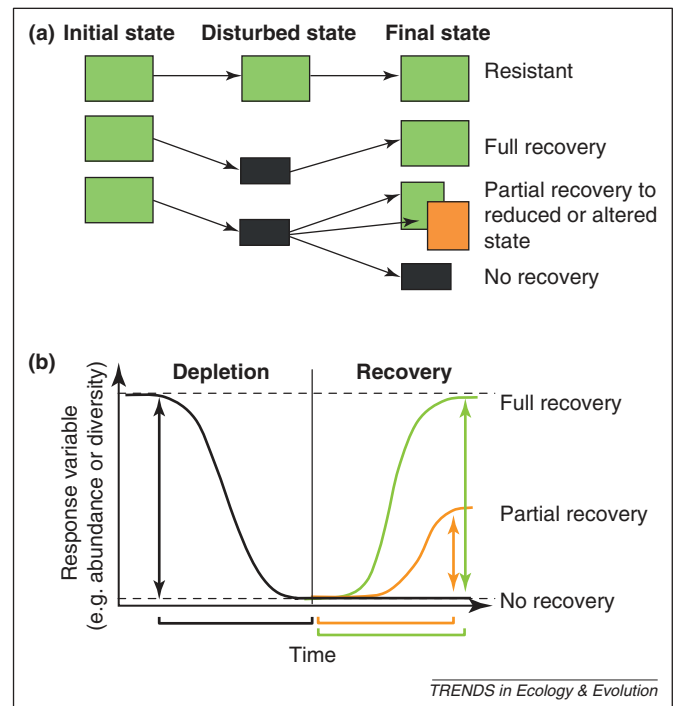 (a) Initial state Disturbed state Final state
Resistant
Full recovery
Partial recovery to
reduced or altered
state
No recovery
(b)
Depletion Recovery
Response variable
(e.g. abundance or diversity)
Full recovery
Partial recovery
No recovery
Time
TRENDS in Ecology & Evolution